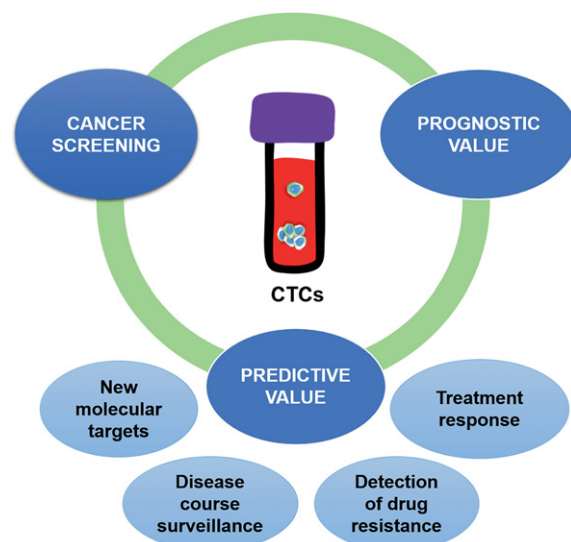 CANCER
SCREENING
PROGNOSTIC
VALUE
CTCs
PREDICTIVE
VALUE
New
molecular
targets
Treatment
response
Disease
course
surveillance
Detection
of drug
resistance